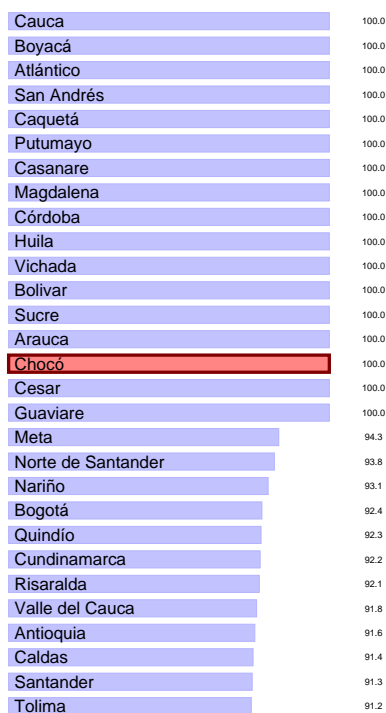 Cauca 100.0
Boyacá 100.0
Atlántico 100.0
San Andrés 100.0
Caquetá 100.0
Putumayo 100.0
Casanare 100.0
Magdalena 100.0
Córdoba 100.0
Huila 100.0
Vichada 100.0
Bolivar 100.0
Sucre 100.0
Arauca 100.0
Chocó 100.0
Cesar 100.0
Guaviare 100.0
Meta 94.3
Norte de Santander 93.8
Nariño 93.1
Bogotá 92.4
Quindío 92.3
Cundinamarca 92.2
Risaralda 92.1
Valle del Cauca 91.8
Antioquia 91.6
Caldas 91.4
Santander 91.3
Tolima 91.2